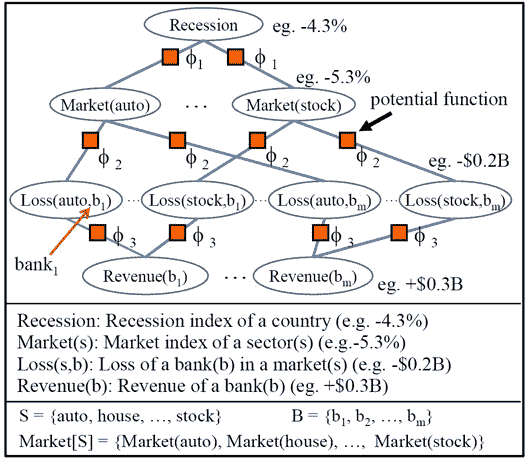 Recession eg. -4.3%
ϕ1 ϕ1
eg. -5.3%
Market(auto) ... Market(stock)
potential function
ϕ2 ϕ2 ϕ2 ϕ2
eg. -$0.2B
Loss(auto,b1) ... Loss(stock,b1) ... Loss(auto,bm) ... Loss(stock,bm)
ϕ3 ϕ3 ϕ3 ϕ3
bank1
Revenue(b1) ... Revenue(bm) eg. +$0.3B
Recession: Recession index of a country (e.g. -4.3%)
Market(s): Market index of a sector(s) (e.g.-5.3%)
Loss(s,b): Loss of a bank(b) in a market(s) (e.g. -$0.2B)
Revenue(b): Revenue of a bank(b) (eg. +$0.3B)
S = {auto, house, ..., stock} B = {b1, b2, ..., bm}
Market[S] = {Market(auto), Market(house), ..., Market(stock)}